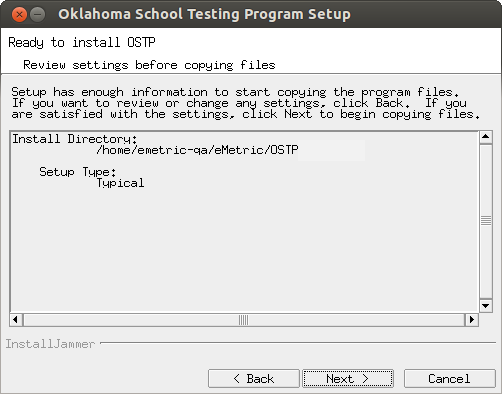 Oklahoma School Testing Program Setup
Ready to install OSTP
Review settings before copying files
Setup has enough information to start copying the program files.
If you want to review or change any settings, click Back.  If you
are satisfied with the settings, click Next to begin copying files.
Install Directory:
/home/emetric-qa/eMetric/OSTP
Setup Type:
Typical
InstallJammer
< Back
Next >
Cancel